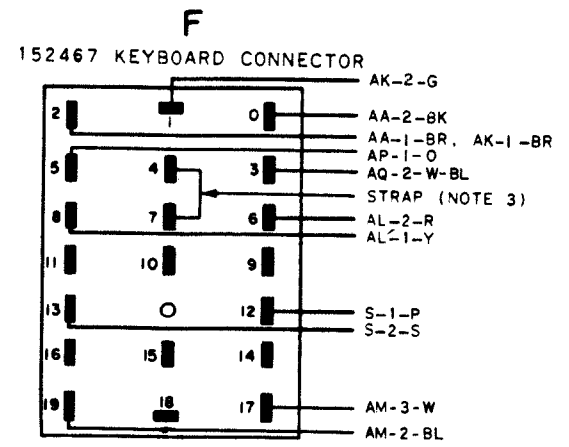 F
152467 KEYBOARD CONNECTOR
AK-2-G
2 1 0 AA-2-BK
AA-1-BR, AK-1-BR
AP-1-O
5 4 3 AQ-2-W-BL
STRAP (NOTE 3)
8 7 6 AL-2-R
AL-1-Y
11 10 9
13 12 S-1-P
S-2-S
16 15 14
19 18 17 AM-3-W
AM-2-BL